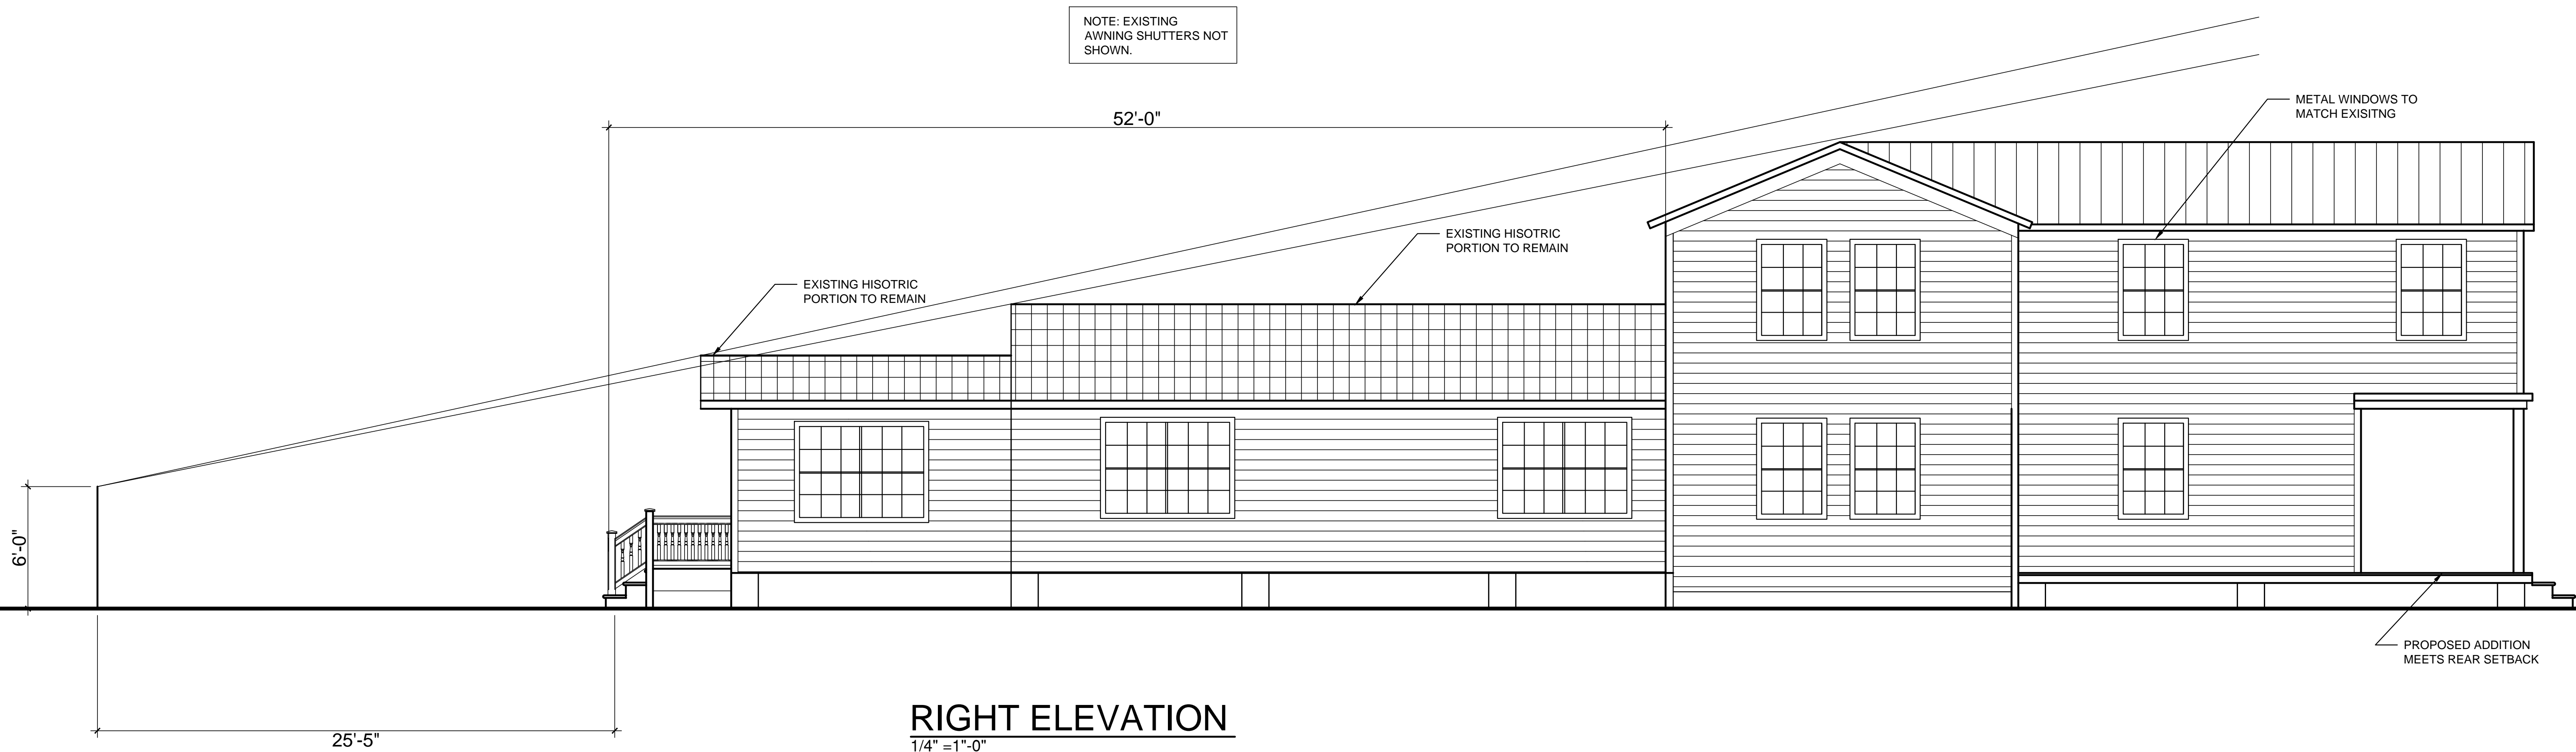 NOTE: EXISTING
AWNING SHUTTERS NOT
SHOWN.
52'-0"
METAL WINDOWS TO
MATCH EXISITNG
EXISTING HISOTRIC
PORTION TO REMAIN
EXISTING HISOTRIC
PORTION TO REMAIN
6'-0"
PROPOSED ADDITION
MEETS REAR SETBACK
25'-5"
RIGHT ELEVATION
1/4" =1"-0"